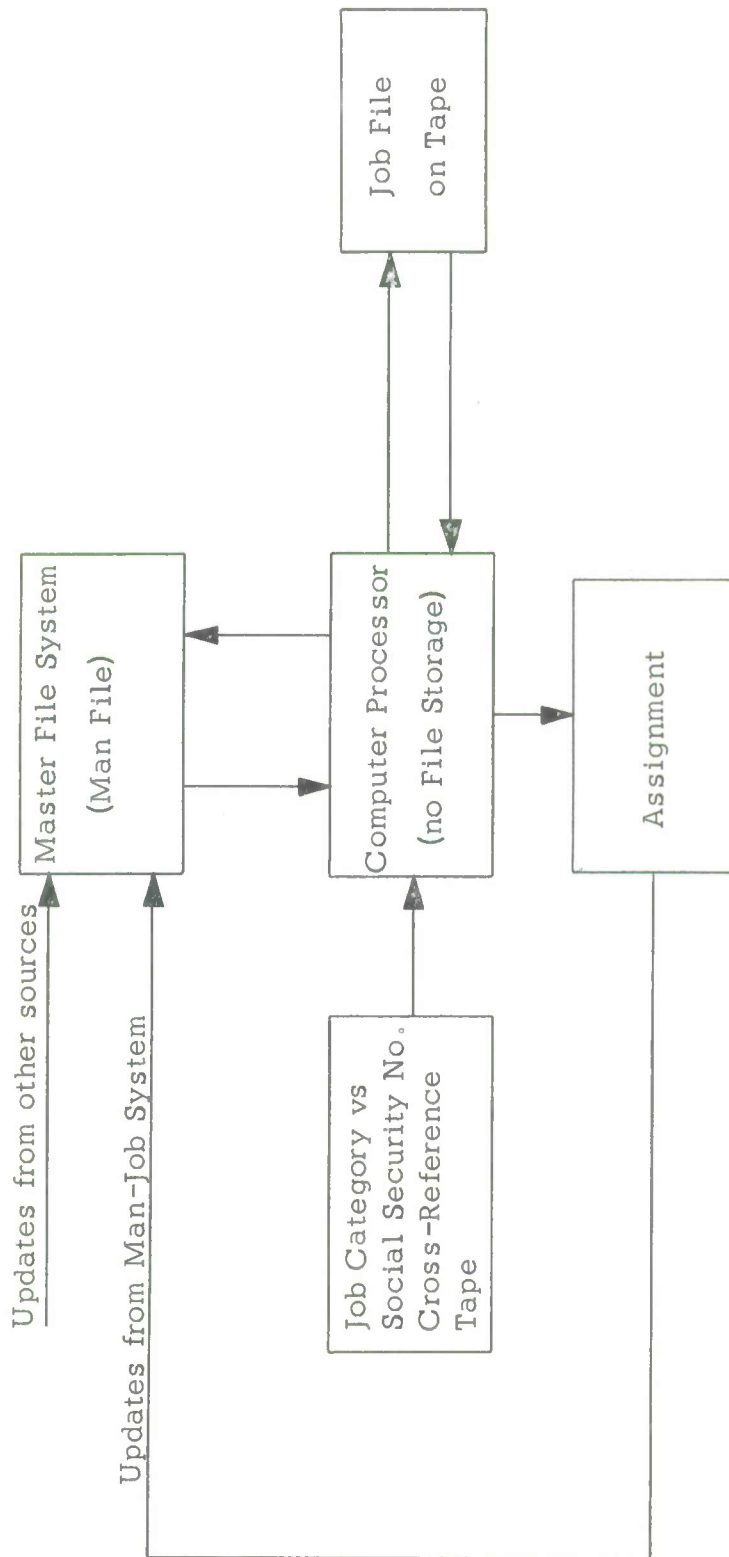 Updates from other sources
Updates from Man-Job System
Master File System
(Man File)
Job Category vs
Social Security No.
Cross-Reference
Tape
Computer Processor
(no File Storage)
Job File
on Tape
Assignment